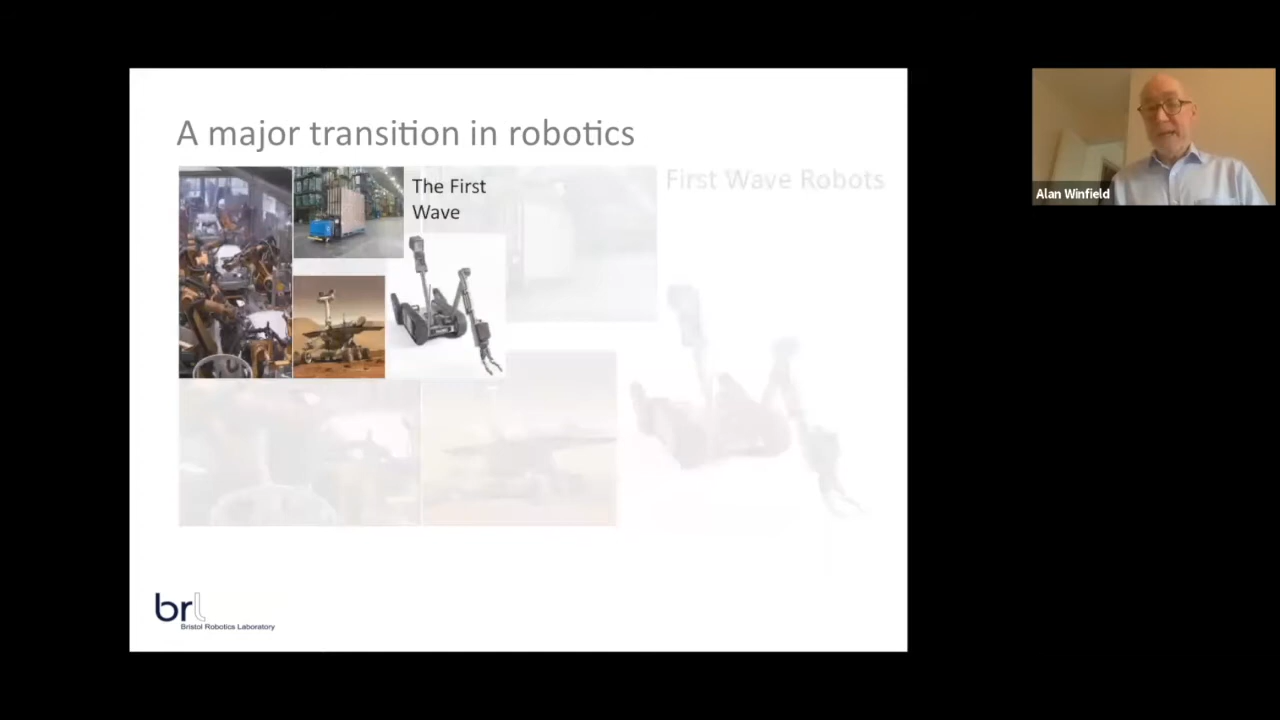 A major transition in robotics
The First
Wave
First Wave Robots
Alan Winfield
brl
Bristol Robotics Laboratory